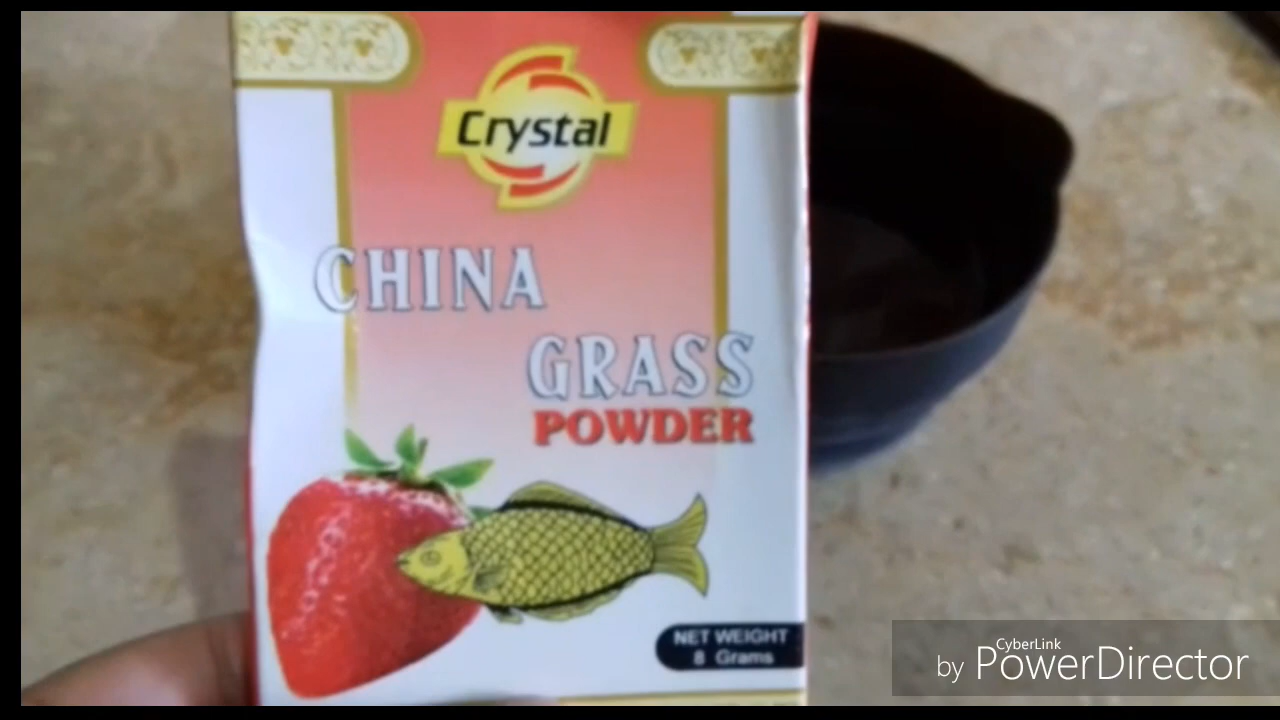 Crystal
CHINA
GRASS
POWDER
NET WEIGHT
8 Grams
CyberLink
by PowerDirector